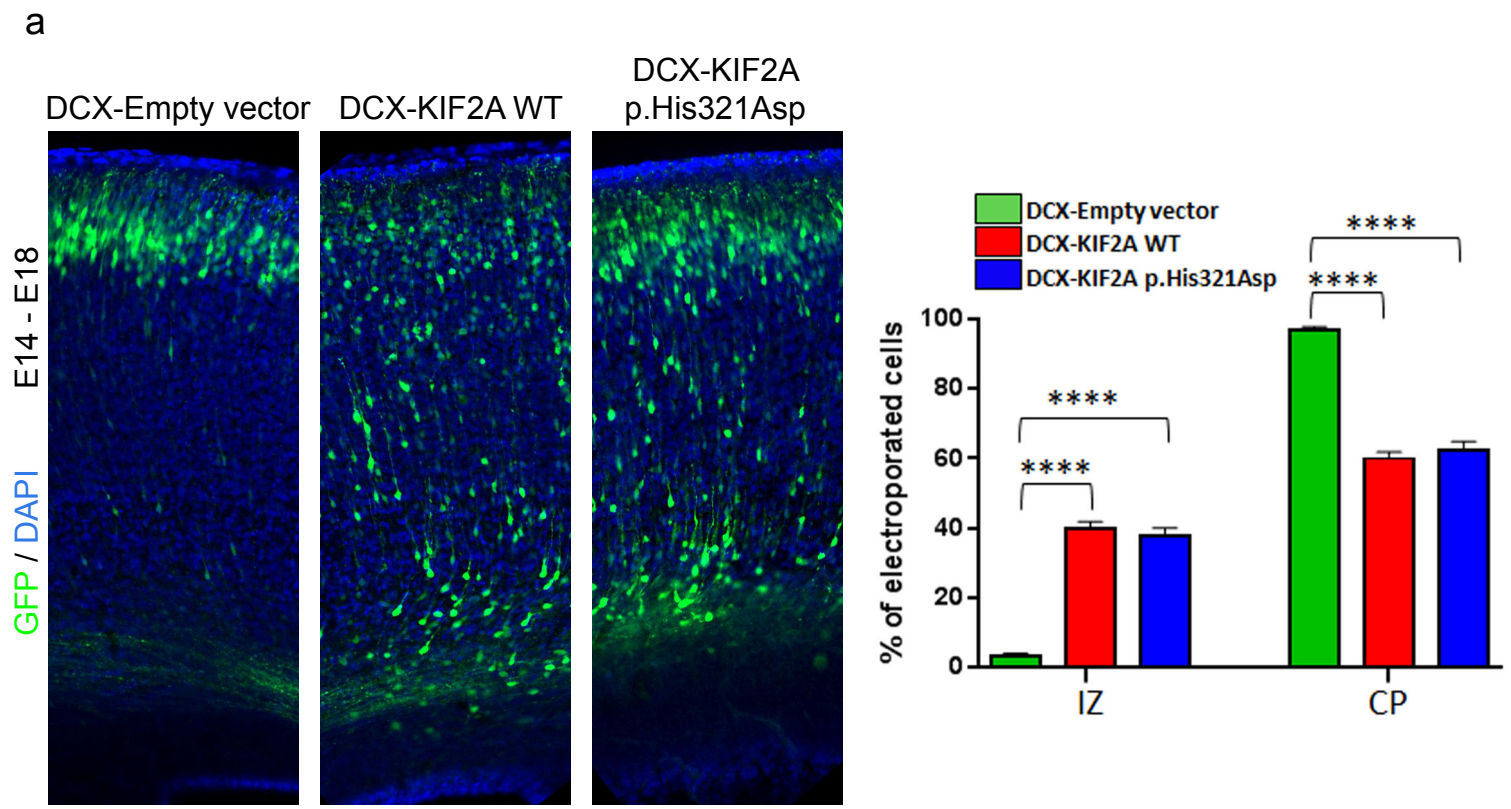 a
DCX-Empty vector
DCX-KIF2A WT
DCX-KIF2A
p.His321Asp
GFP / DAPI
E14 - E18
DCX-Empty vector
DCX-KIF2A WT
DCX-KIF2A p.His321Asp
% of electroporated cells
100
80
60
40
20
0
****
****
****
****
IZ
CP